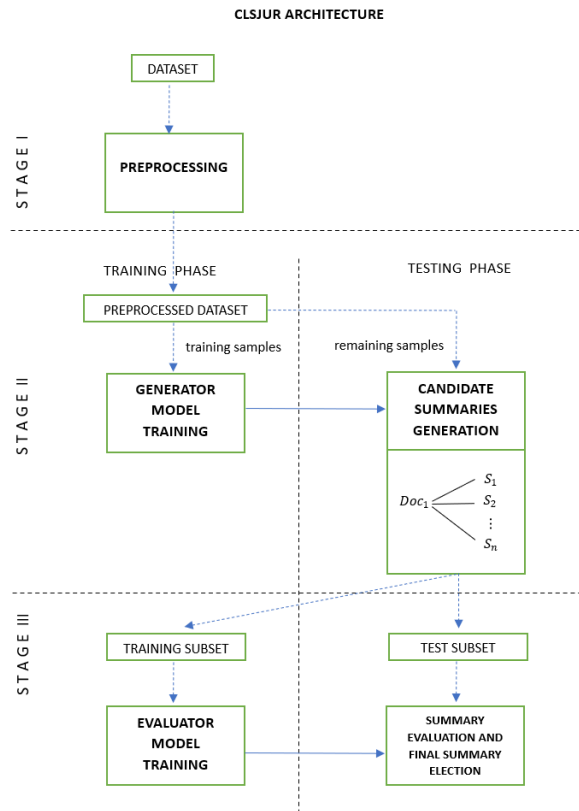 CLSJUR ARCHITECTURE
DATASET
STAGE I
PREPROCESSING
TRAINING PHASE
TESTING PHASE
PREPROCESSED DATASET
training samples
remaining samples
STAGE II
GENERATOR
MODEL
TRAINING
CANDIDATE
SUMMARIES
GENERATION
Doc₁
S₁
S₂
⋮
Sₙ
STAGE III
TRAINING SUBSET
TEST SUBSET
EVALUATOR
MODEL
TRAINING
SUMMARY
EVALUATION AND
FINAL SUMMARY
ELECTION